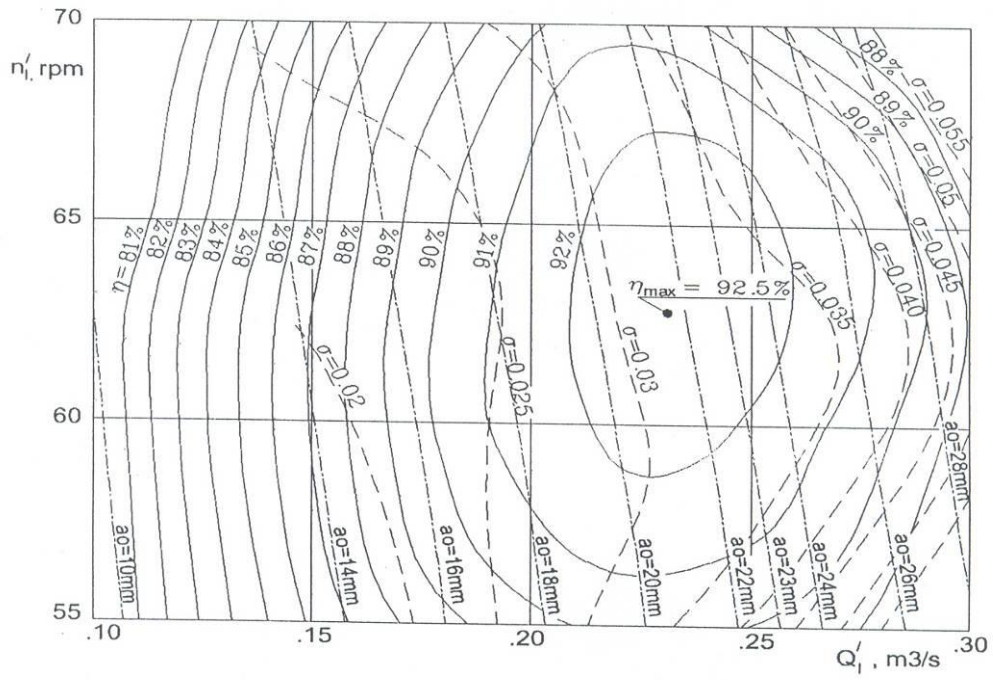 70
n'I, rpm
65
60
55
.10
.15
.20
.25
.30
Q'I , m3/s
η= 81%
82%
83%
84%
85%
86%
87%
88%
89%
90%
91%
92%
ηmax = 92.5%
88%
89%
90%
σ=0.055
σ=0.05
σ=0.045
σ=0.040
σ=0.035
σ=0.03
σ=0.025
σ=0.02
ao=10mm
ao=14mm
ao=16mm
ao=18mm
ao=20mm
ao=22mm
ao=23mm
ao=24mm
ao=26mm
ao=28mm